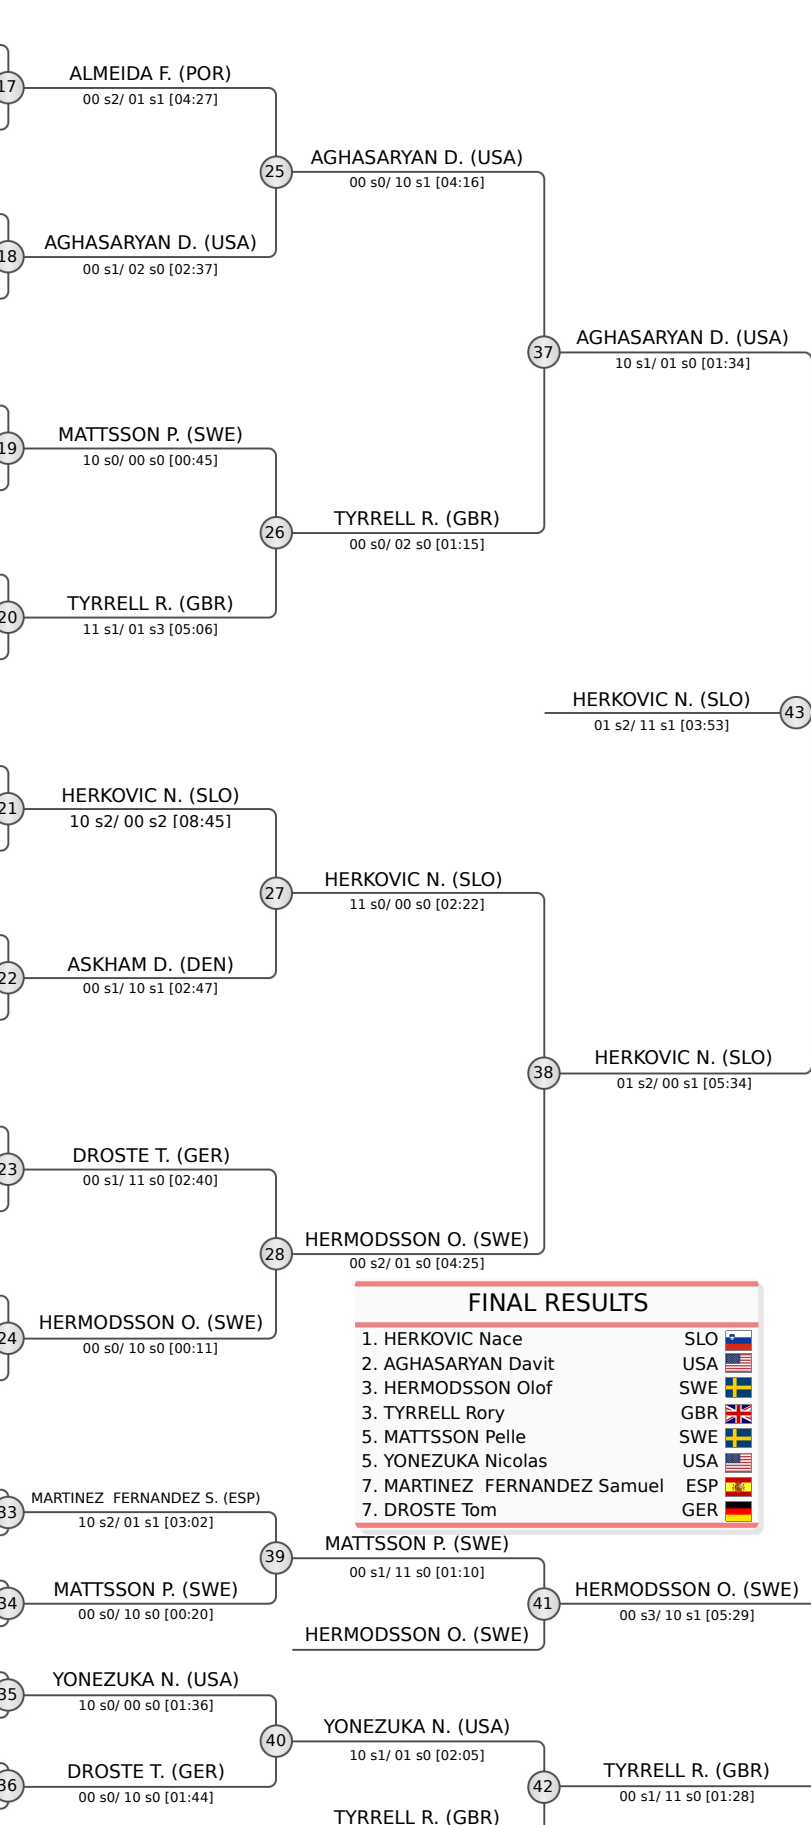 ALMEIDA F. (POR)
17
00 s2/ 01 s1 [04:27]
AGHASARYAN D. (USA)
25
00 s0/ 10 s1 [04:16]
AGHASARYAN D. (USA)
18
00 s1/ 02 s0 [02:37]
AGHASARYAN D. (USA)
37
10 s1/ 01 s0 [01:34]
MATTSSON P. (SWE)
19
10 s0/ 00 s0 [00:45]
TYRRELL R. (GBR)
26
00 s0/ 02 s0 [01:15]
TYRRELL R. (GBR)
20
11 s1/ 01 s3 [05:06]
HERKOVIC N. (SLO)
43
01 s2/ 11 s1 [03:53]
HERKOVIC N. (SLO)
21
10 s2/ 00 s2 [08:45]
HERKOVIC N. (SLO)
27
11 s0/ 00 s0 [02:22]
ASKHAM D. (DEN)
22
00 s1/ 10 s1 [02:47]
HERKOVIC N. (SLO)
38
01 s2/ 00 s1 [05:34]
DROSTE T. (GER)
23
00 s1/ 11 s0 [02:40]
HERMODSSON O. (SWE)
28
00 s2/ 01 s0 [04:25]
HERMODSSON O. (SWE)
24
00 s0/ 10 s0 [00:11]
FINAL RESULTS
1. HERKOVIC Nace SLO
2. AGHASARYAN Davit USA
3. HERMODSSON Olof SWE
3. TYRRELL Rory GBR
5. MATTSSON Pelle SWE
5. YONEZUKA Nicolas USA
7. MARTINEZ  FERNANDEZ Samuel ESP
7. DROSTE Tom GER
MARTINEZ  FERNANDEZ S. (ESP)
33
10 s2/ 01 s1 [03:02]
MATTSSON P. (SWE)
39
00 s1/ 11 s0 [01:10]
MATTSSON P. (SWE)
34
00 s0/ 10 s0 [00:20]
HERMODSSON O. (SWE)
41
00 s3/ 10 s1 [05:29]
HERMODSSON O. (SWE)
YONEZUKA N. (USA)
35
10 s0/ 00 s0 [01:36]
YONEZUKA N. (USA)
40
10 s1/ 01 s0 [02:05]
DROSTE T. (GER)
36
00 s0/ 10 s0 [01:44]
TYRRELL R. (GBR)
42
00 s1/ 11 s0 [01:28]
TYRRELL R. (GBR)